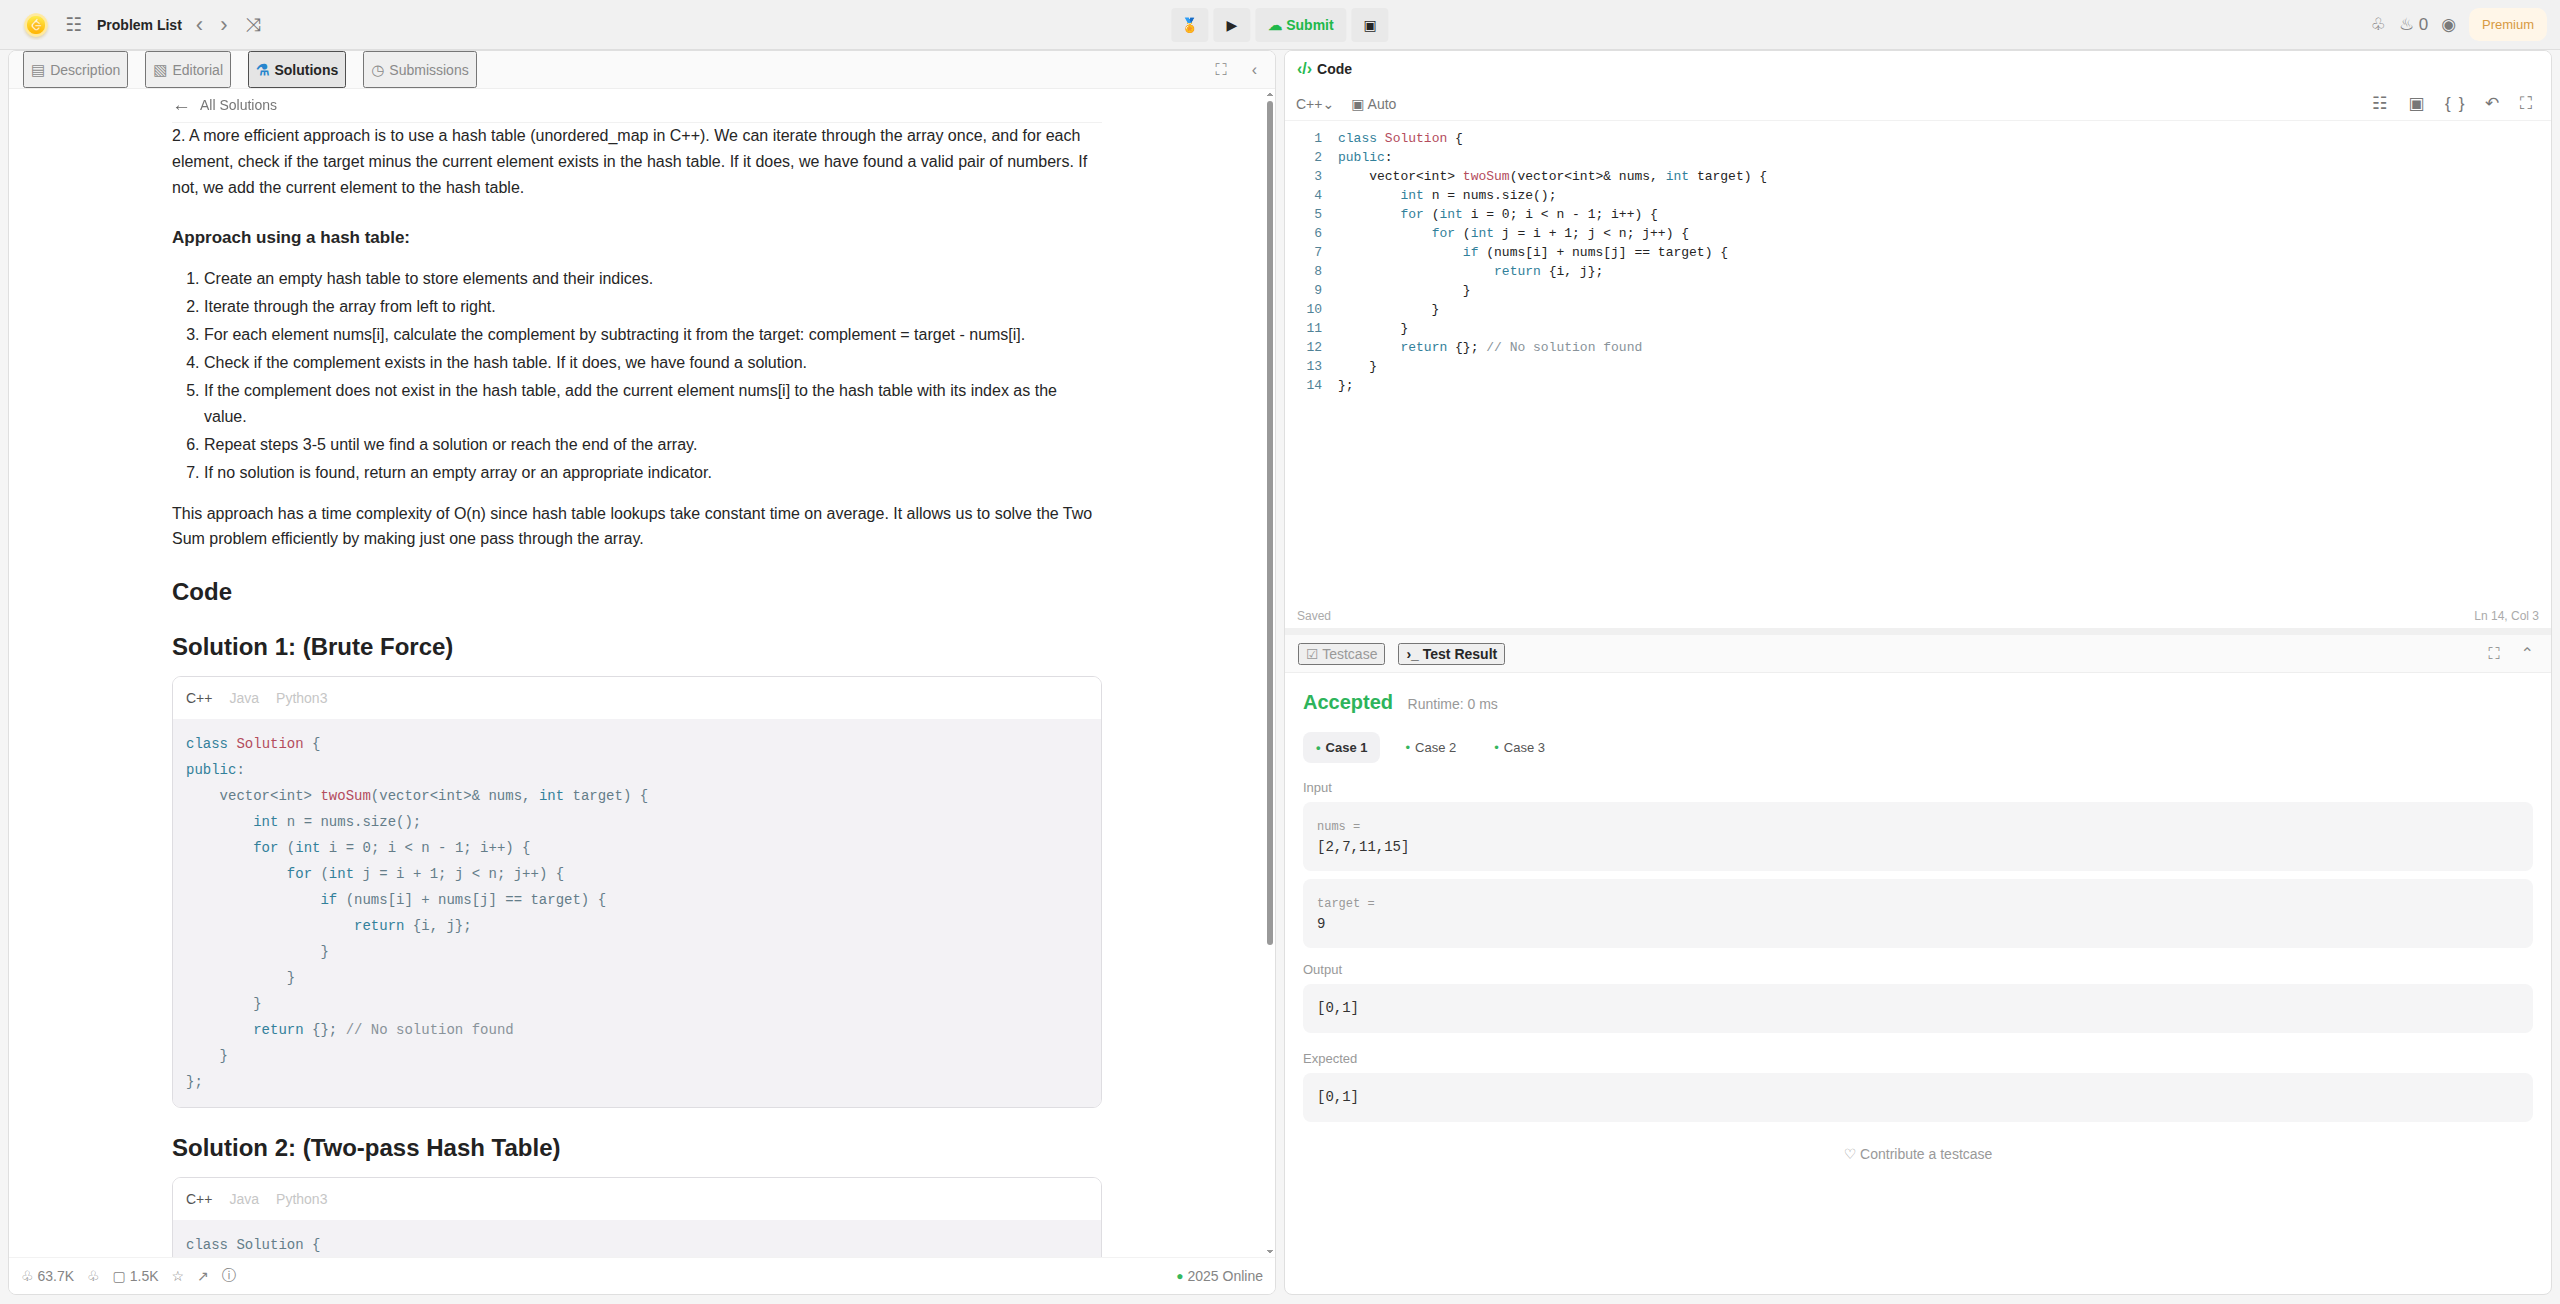 Problem List
Submit
0
Premium
Description
Editorial
Solutions
Submissions
All Solutions
2. A more efficient approach is to use a hash table (unordered_map in C++). We can iterate through the array once, and for each
element, check if the target minus the current element exists in the hash table. If it does, we have found a valid pair of numbers. If
not, we add the current element to the hash table.
Approach using a hash table:
1. Create an empty hash table to store elements and their indices.
2. Iterate through the array from left to right.
3. For each element nums[i], calculate the complement by subtracting it from the target: complement = target - nums[i].
4. Check if the complement exists in the hash table. If it does, we have found a solution.
5. If the complement does not exist in the hash table, add the current element nums[i] to the hash table with its index as the
value.
6. Repeat steps 3-5 until we find a solution or reach the end of the array.
7. If no solution is found, return an empty array or an appropriate indicator.
This approach has a time complexity of O(n) since hash table lookups take constant time on average. It allows us to solve the Two
Sum problem efficiently by making just one pass through the array.
Code
Solution 1: (Brute Force)
C++ Java Python3
class Solution {
public:
    vector<int> twoSum(vector<int>& nums, int target) {
        int n = nums.size();
        for (int i = 0; i < n - 1; i++) {
            for (int j = i + 1; j < n; j++) {
                if (nums[i] + nums[j] == target) {
                    return {i, j};
                }
            }
        }
        return {}; // No solution found
    }
};
Solution 2: (Two-pass Hash Table)
C++ Java Python3
class Solution {
63.7K
1.5K
2025 Online
Code
C++
Auto
{ }
1 class Solution {
2 public:
3     vector<int> twoSum(vector<int>& nums, int target) {
4         int n = nums.size();
5         for (int i = 0; i < n - 1; i++) {
6             for (int j = i + 1; j < n; j++) {
7                 if (nums[i] + nums[j] == target) {
8                     return {i, j};
9                 }
10             }
11         }
12         return {}; // No solution found
13     }
14 };
Saved
Ln 14, Col 3
Testcase
Test Result
Accepted
Runtime: 0 ms
Case 1
Case 2
Case 3
Input
nums =
[2,7,11,15]
target =
9
Output
[0,1]
Expected
[0,1]
Contribute a testcase